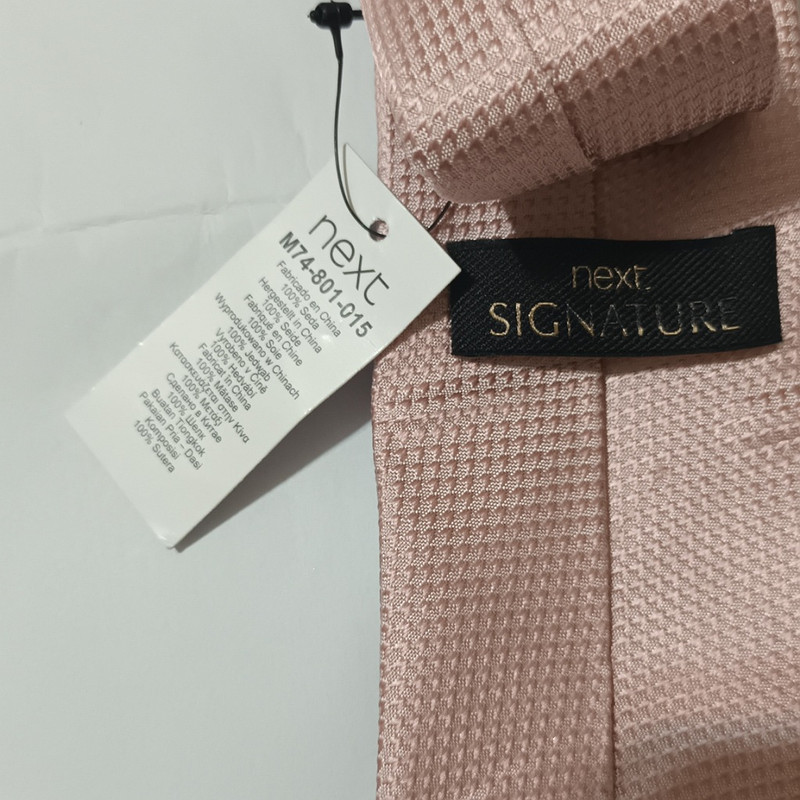 next
M74-801-015
Fabricado en China
100% Seda
Hergestellt in China
100% Seide
Fabriqué en Chine
100% Soie
Wyprodukowano w Chinach
100% Jedwab
Vyrobeno v Číně
100% Hedvábí
Fabricat în China
100% Mătase
Κατασκευάζεται στην Κίνα
100% Μετάξι
Сделано в Китае
100% Шелк
Buatan Tiongkok
Pakaian Pria – Dasi
Komposisi
100% Sutera
next
SIGNATURE